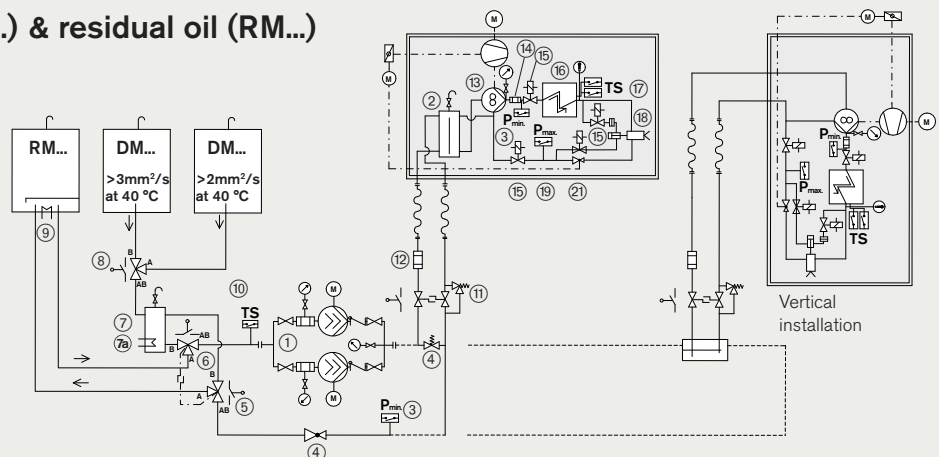 .) & residual oil (RM...)
M
M
14
15
16
13
2
TS
17
Pmin.
3
Pmax.
15
18
15
19
21
RM...
DM...
>3mm²/s
at 40 °C
DM...
>2mm²/s
at 40 °C
9
8
B
A
AB
12
11
10
TS
7
7a
AB
B
A
6
M
1
M
4
B
A
AB
5
Pmin.
3
4
M
M
Pmin.
Pmax.
TS
Vertical
installation